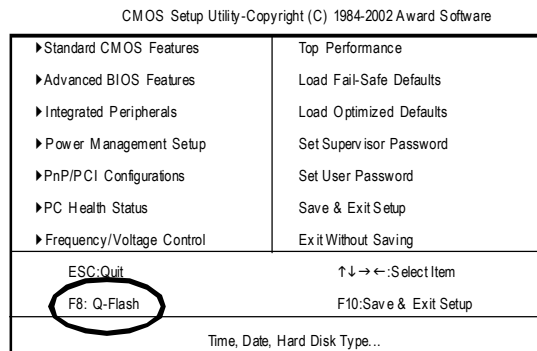 CMOS Setup Utility-Copyright (C) 1984-2002 Award Software
▶Standard CMOS Features
Top Performance
▶Advanced BIOS Features
Load Fail-Safe Defaults
▶Integrated Peripherals
Load Optimized Defaults
▶Power Management Setup
Set Supervisor Password
▶PnP/PCI Configurations
Set User Password
▶PC Health Status
Save & Exit Setup
▶Frequency/Voltage Control
Exit Without Saving
ESC:Quit
↑↓→←:Select Item
F8: Q-Flash
F10:Save & Exit Setup
Time, Date, Hard Disk Type...